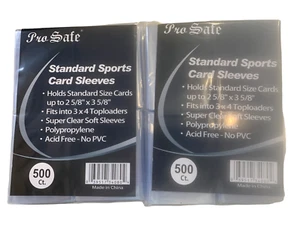 Pro Safe
Standard Sports
Card Sleeves
• Holds Standard Size Cards
up to 2 5/8" x 3 5/8"
• Fits into 3 x 4 Toploaders
• Super Clear Soft Sleeves
• Polypropylene
• Acid Free - No PVC
500
Ct.
Made in China
Pro Safe
Standard Sports
Card Sleeves
• Holds Standard Size Cards
up to 2 5/8" x 3 5/8"
• Fits into 3 x 4 Toploaders
• Super Clear Soft Sleeves
• Polypropylene
• Acid Free - No PVC
500
Ct.
Made in China